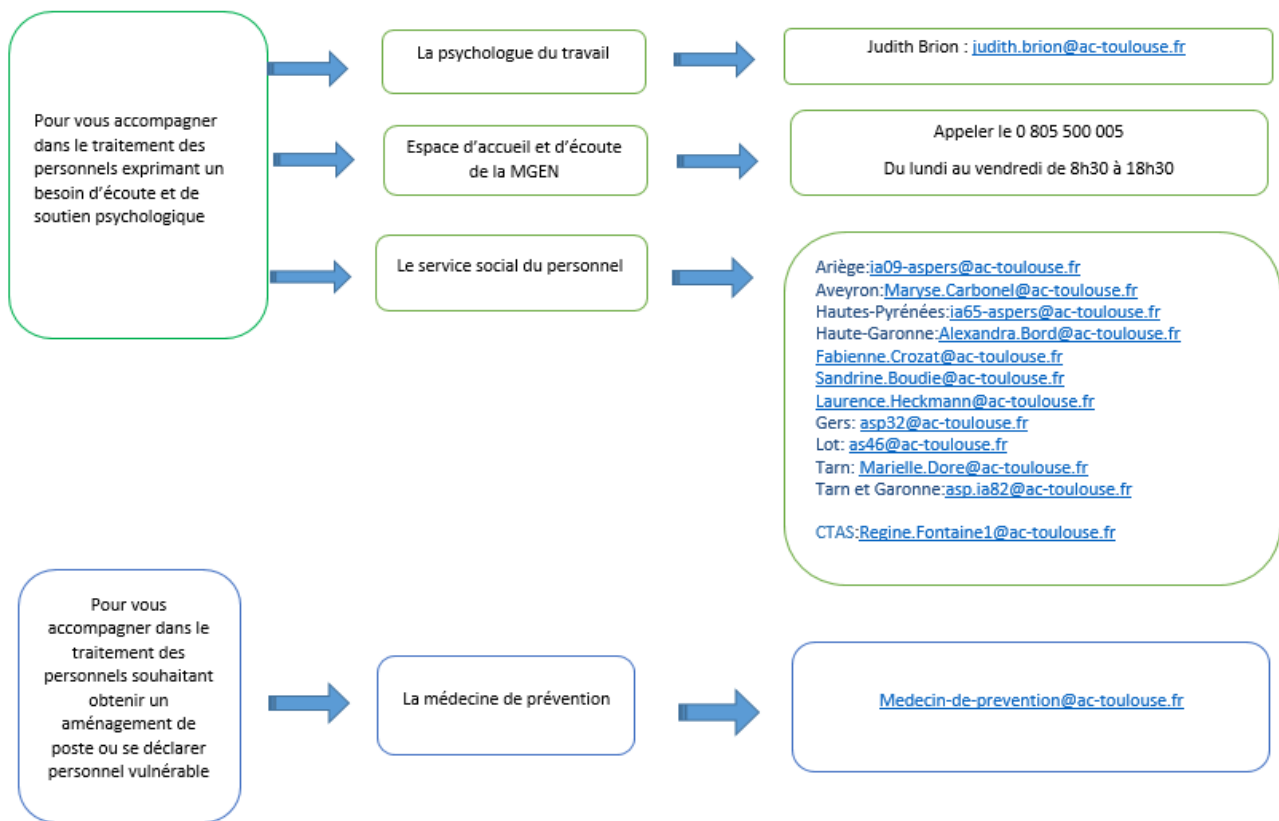 Pour vous accompagner
dans le traitement des
personnels exprimant un
besoin d’écoute et de
soutien psychologique
La psychologue du travail
Judith Brion : judith.brion@ac-toulouse.fr
Espace d’accueil et d’écoute
de la MGEN
Appeler le 0 805 500 005
Du lundi au vendredi de 8h30 à 18h30
Le service social du personnel
Ariège:ia09-aspers@ac-toulouse.fr
Aveyron:Maryse.Carbonel@ac-toulouse.fr
Hautes-Pyrénées:ia65-aspers@ac-toulouse.fr
Haute-Garonne:Alexandra.Bord@ac-toulouse.fr
Fabienne.Crozat@ac-toulouse.fr
Sandrine.Boudie@ac-toulouse.fr
Laurence.Heckmann@ac-toulouse.fr
Gers: asp32@ac-toulouse.fr
Lot: as46@ac-toulouse.fr
Tarn: Marielle.Dore@ac-toulouse.fr
Tarn et Garonne:asp.ia82@ac-toulouse.fr
CTAS:Regine.Fontaine1@ac-toulouse.fr
Pour vous
accompagner dans le
traitement des
personnels souhaitant
obtenir un
aménagement de
poste ou se déclarer
personnel vulnérable
La médecine de prévention
Medecin-de-prevention@ac-toulouse.fr